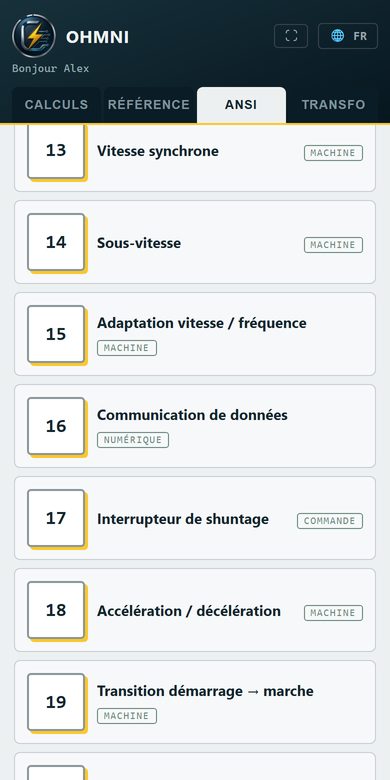 OHMNI
FR
Bonjour Alex
CALCULS RÉFÉRENCE ANSI TRANSFO
13 Vitesse synchrone MACHINE
14 Sous-vitesse MACHINE
15 Adaptation vitesse / fréquence
MACHINE
16 Communication de données
NUMÉRIQUE
17 Interrupteur de shuntage COMMANDE
18 Accélération / décélération MACHINE
19 Transition démarrage → marche
MACHINE